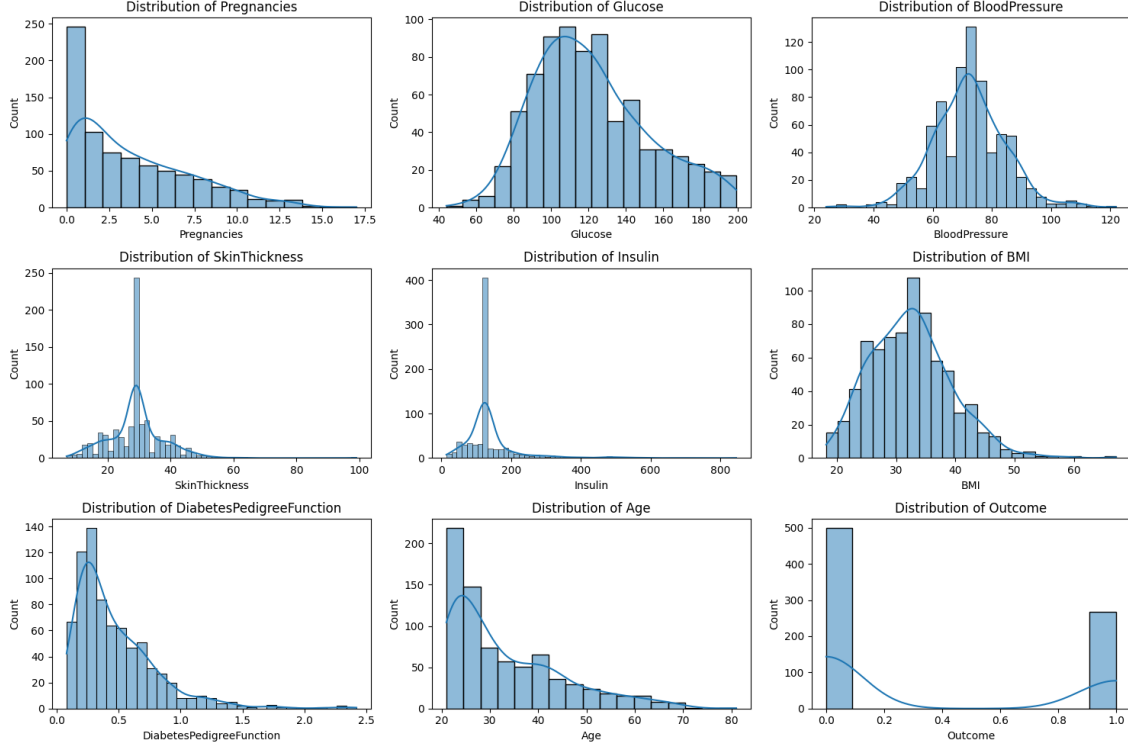 Distribution of Pregnancies
Count
250
200
150
100
50
0
0.0 2.5 5.0 7.5 10.0 12.5 15.0 17.5
Pregnancies
Distribution of Glucose
Count
100
80
60
40
20
0
40 60 80 100 120 140 160 180 200
Glucose
Distribution of BloodPressure
Count
120
100
80
60
40
20
0
20 40 60 80 100 120
BloodPressure
Distribution of SkinThickness
Count
250
200
150
100
50
0
20 40 60 80 100
SkinThickness
Distribution of Insulin
Count
400
300
200
100
0
0 200 400 600 800
Insulin
Distribution of BMI
Count
100
80
60
40
20
0
20 30 40 50 60
BMI
Distribution of DiabetesPedigreeFunction
Count
140
120
100
80
60
40
20
0
0.0 0.5 1.0 1.5 2.0 2.5
DiabetesPedigreeFunction
Distribution of Age
Count
200
150
100
50
0
20 30 40 50 60 70 80
Age
Distribution of Outcome
Count
500
400
300
200
100
0
0.0 0.2 0.4 0.6 0.8 1.0
Outcome